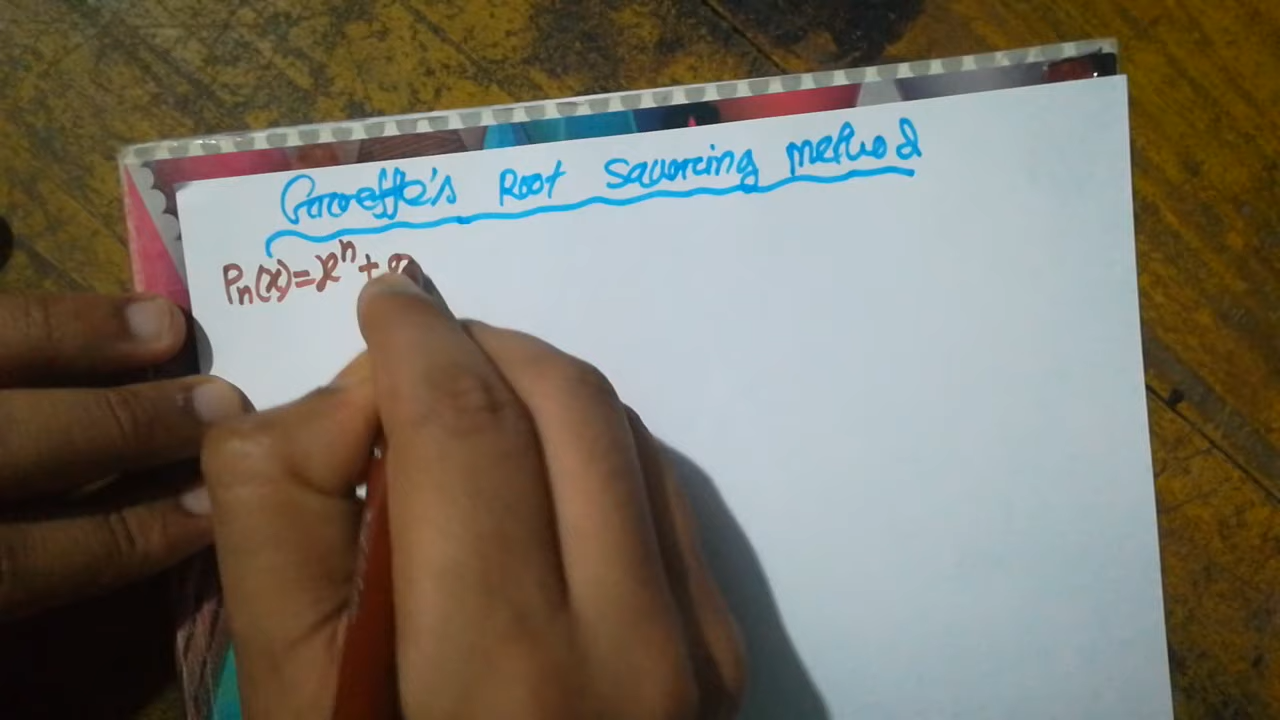 Graeffe's Root Squaring method
Pn(x)=x^n+